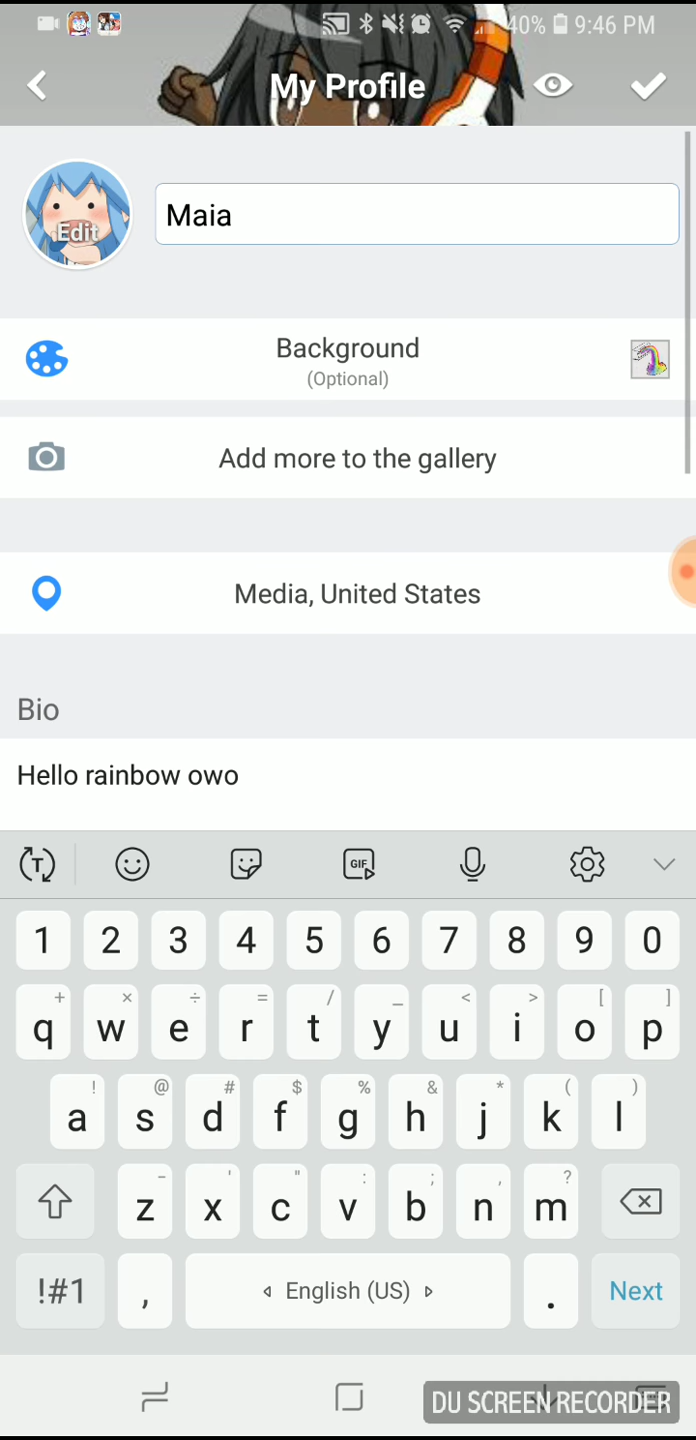 40% 9:46 PM
My Profile
Edit
Maia
Background
(Optional)
Add more to the gallery
Media, United States
Bio
Hello rainbow owo
T GIF
1 2 3 4 5 6 7 8 9 0
+ × ÷ = / _ < > [ ]
q w e r t y u i o p
! @ # $ % & * ( )
a s d f g h j k l
- ' " : ; , ?
z x c v b n m
!#1 , English (US) . Next
DU SCREEN RECORDER